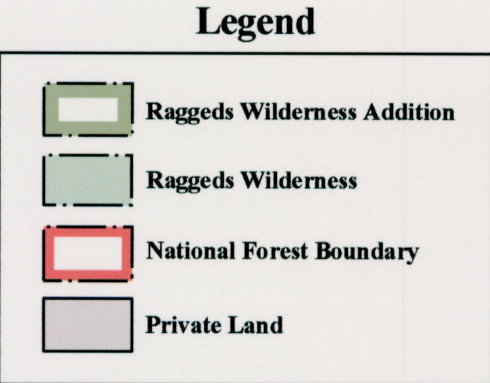 Legend
Raggeds Wilderness Addition
Raggeds Wilderness
National Forest Boundary
Private Land